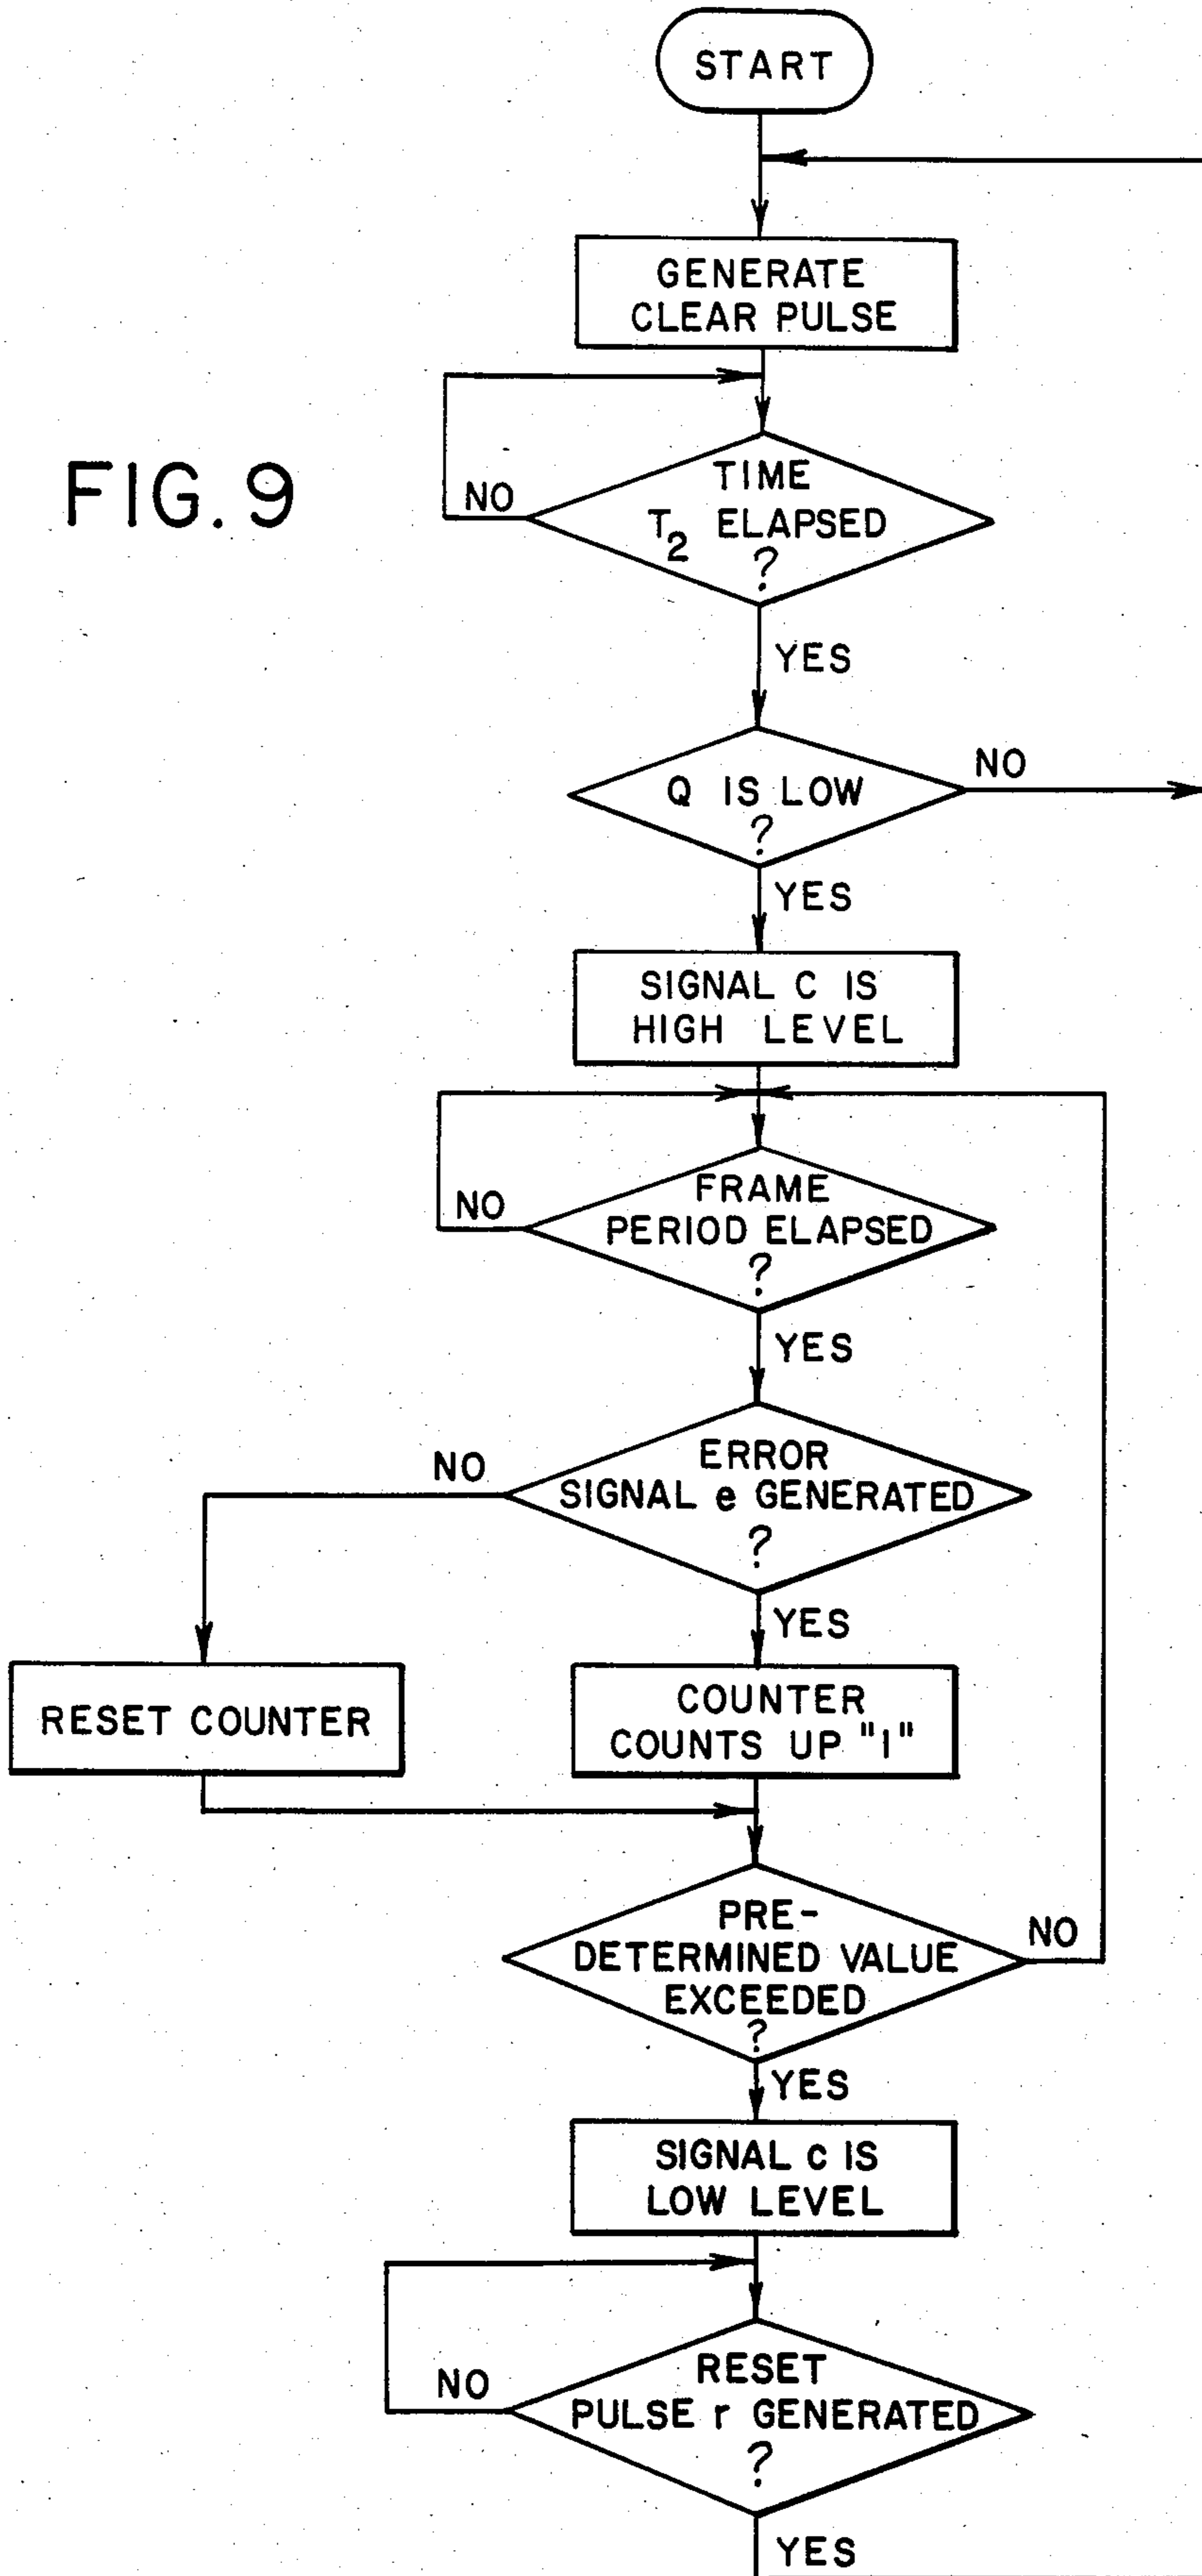 START
GENERATE
CLEAR PULSE
FIG. 9
TIME
T2 ELAPSED
?
NO
YES
Q IS LOW
?
NO
YES
SIGNAL C IS
HIGH LEVEL
FRAME
PERIOD ELAPSED
?
NO
YES
ERROR
SIGNAL e GENERATED
?
NO
YES
RESET COUNTER
COUNTER
COUNTS UP "1"
PRE-
DETERMINED VALUE
EXCEEDED
?
NO
YES
SIGNAL c IS
LOW LEVEL
RESET
PULSE r GENERATED
?
NO
YES